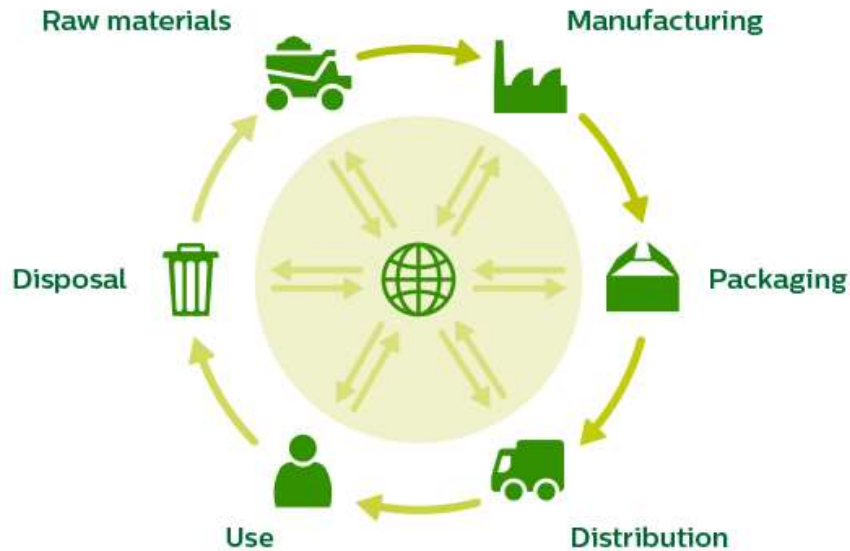 Raw materials
Manufacturing
Disposal
Packaging
Use
Distribution